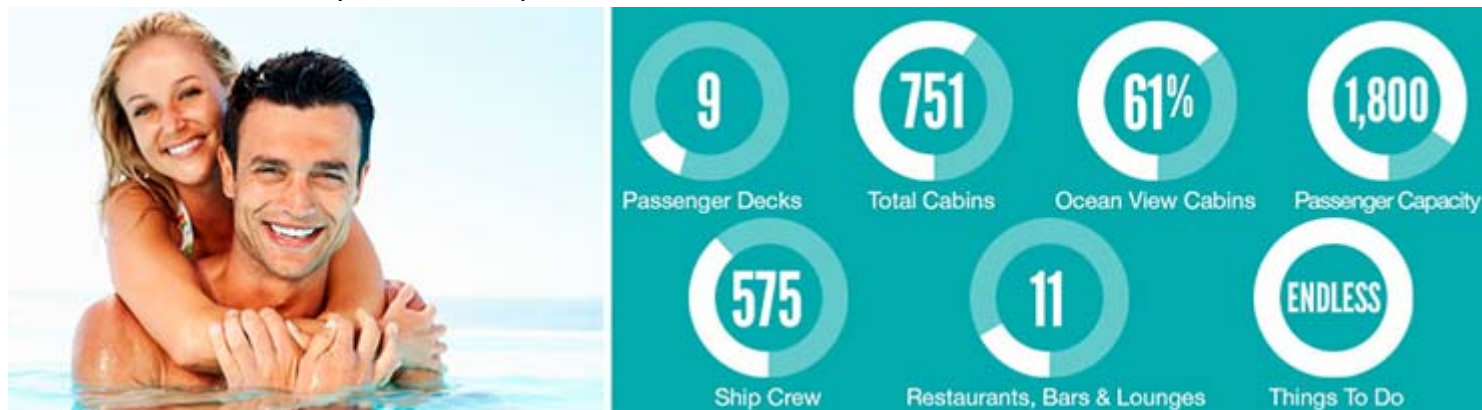 9
Passenger Decks
751
Total Cabins
61%
Ocean View Cabins
1,800
Passenger Capacity
575
Ship Crew
11
Restaurants, Bars & Lounges
ENDLESS
Things To Do